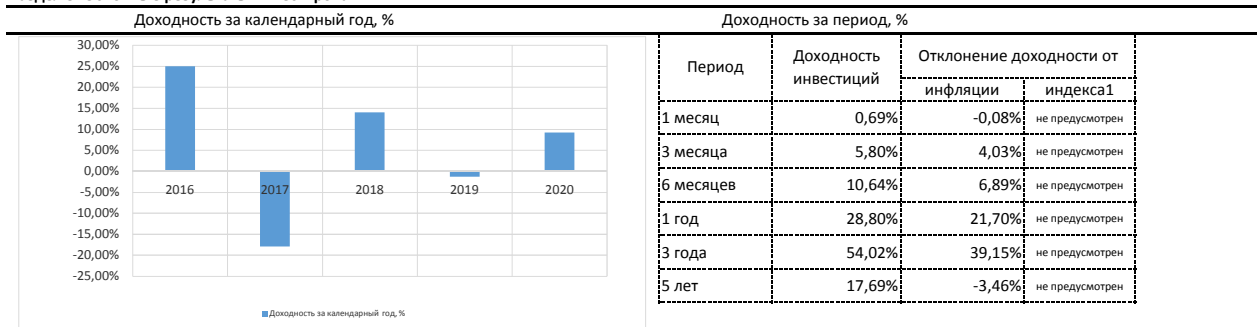 Доходность за календарный год, %
Доходность за период, %
30,00%
25,00%
20,00%
15,00%
10,00%
5,00%
0,00%
-5,00%
-10,00%
-15,00%
-20,00%
-25,00%
2016 2017 2018 2019 2020
Доходность за календарный год, %
Период Доходность инвестиций Отклонение доходности от
инфляции индекса1
1 месяц 0,69% -0,08% не предусмотрен
3 месяца 5,80% 4,03% не предусмотрен
6 месяцев 10,64% 6,89% не предусмотрен
1 год 28,80% 21,70% не предусмотрен
3 года 54,02% 39,15% не предусмотрен
5 лет 17,69% -3,46% не предусмотрен